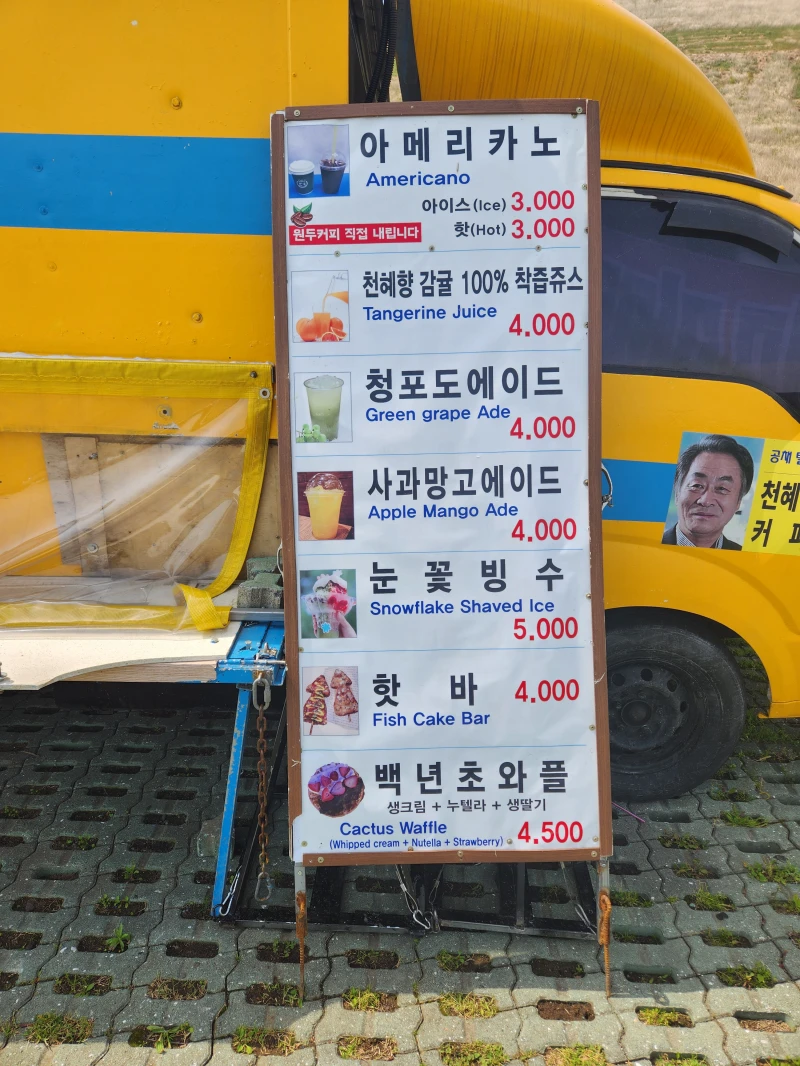 아메리카노
Americano
아이스(Ice) 3.000
원두커피 직접 내립니다
핫(Hot) 3.000
천혜향 감귤 100% 착즙쥬스
Tangerine Juice
4.000
청포도에이드
Green grape Ade
4.000
사과망고에이드
Apple Mango Ade
4.000
눈꽃빙수
Snowflake Shaved Ice
5.000
핫바 4.000
Fish Cake Bar
백년초와플
생크림 + 누텔라 + 생딸기
Cactus Waffle
(Whipped cream + Nutella + Strawberry)
4.500
공채
천혜
커